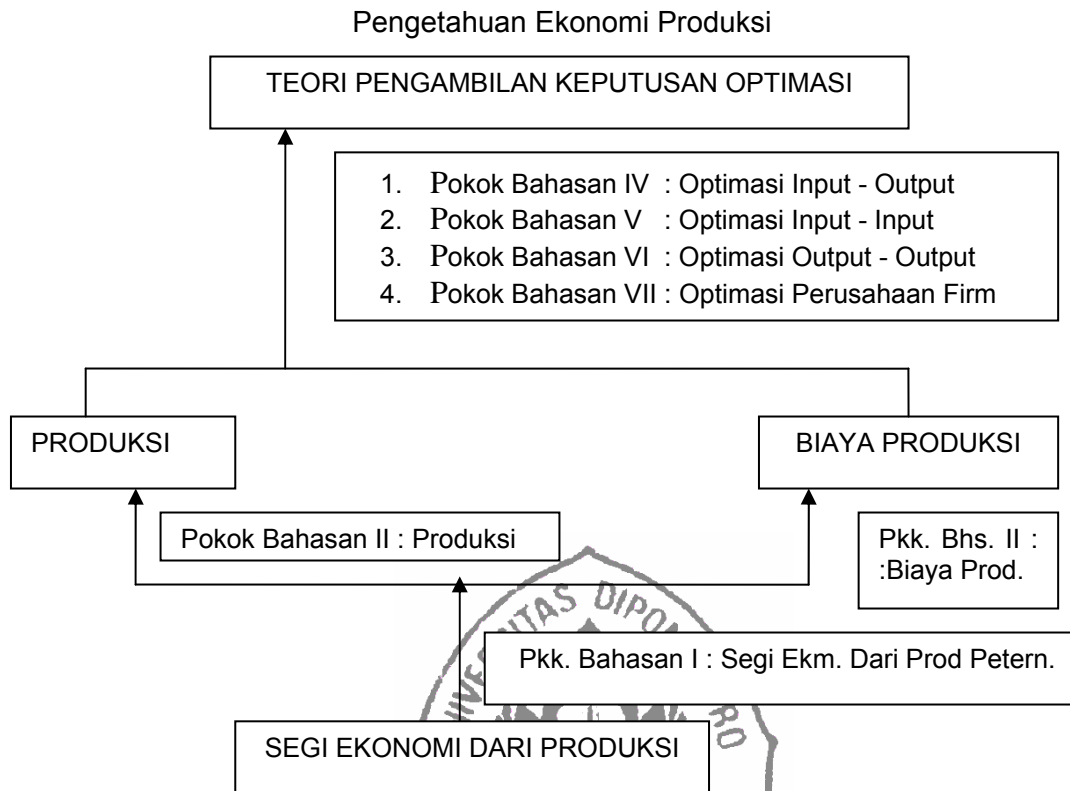 Pengetahuan Ekonomi Produksi
TEORI PENGAMBILAN KEPUTUSAN OPTIMASI
1. Pokok Bahasan IV : Optimasi Input - Output
2. Pokok Bahasan V : Optimasi Input - Input
3. Pokok Bahasan VI : Optimasi Output - Output
4. Pokok Bahasan VII : Optimasi Perusahaan Firm
PRODUKSI
BIAYA PRODUKSI
Pokok Bahasan II : Produksi
Pkk. Bhs. II :
:Biaya Prod.
Pkk. Bahasan I : Segi Ekm. Dari Prod Petern.
SEGI EKONOMI DARI PRODUKSI